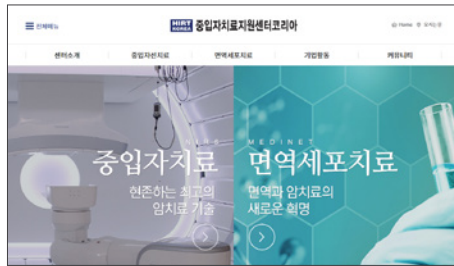 전체메뉴
HIRT KOREA 중입자치료지원센터코리아
Home
센터소개 중입자선치료 면역세포치료 기업활동 커뮤니티
중입자치료
현존하는 최고의
암치료 기술
MEDINET
면역세포치료
면역과 암치료의
새로운 혁명